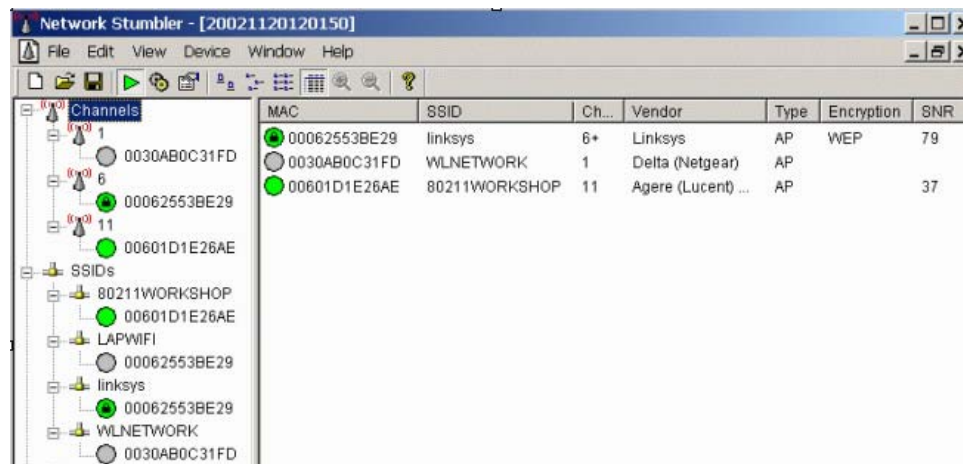 Network Stumbler - [20021120120150]
File Edit View Device Window Help
Channels
1
0030AB0C31FD
6
00062553BE29
11
00601D1E26AE
SSIDs
80211WORKSHOP
00601D1E26AE
LAPWIFI
00062553BE29
linksys
00062553BE29
WLNETWORK
0030AB0C31FD
MAC SSID Ch... Vendor Type Encryption SNR
00062553BE29 linksys 6+ Linksys AP WEP 79
0030AB0C31FD WLNETWORK 1 Delta (Netgear) AP
00601D1E26AE 80211WORKSHOP 11 Agere (Lucent) ... AP 37